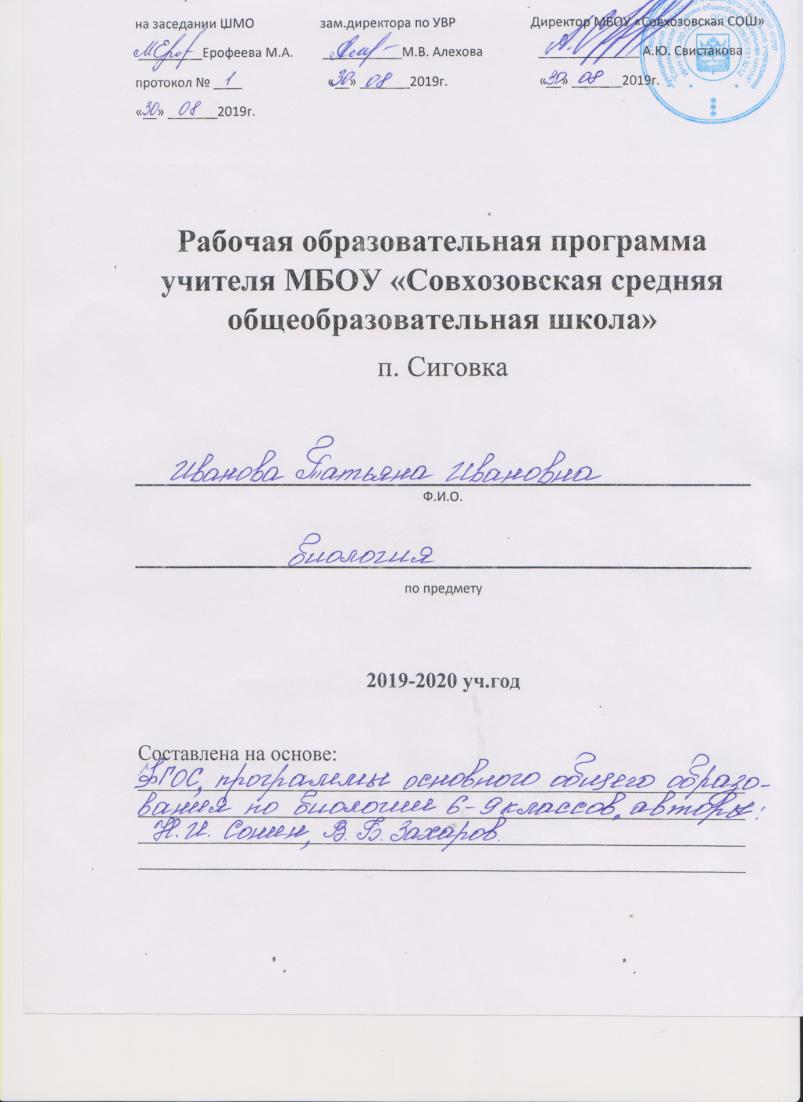 на заседании ШМО зам.директора по УВР Директор МБОУ «Совхозовская СОШ»
Ерофеева М.А. М.В. Алехова А.Ю. Свистакова
протокол № 1 «30» 08 2019г. «30» 08 2019г.
«30» 08 2019г.
Рабочая образовательная программа
учителя МБОУ «Совхозовская средняя
общеобразовательная школа»
п. Сиговка
Иванова Татьяна Ивановна
Ф.И.О.
биология
по предмету
2019-2020 уч.год
Составлена на основе:
ФГОС, программы основного общего образо-
вания по биологии 6-9 классов, авторы:
Н.И. Сонин, В.Б. Захаров.